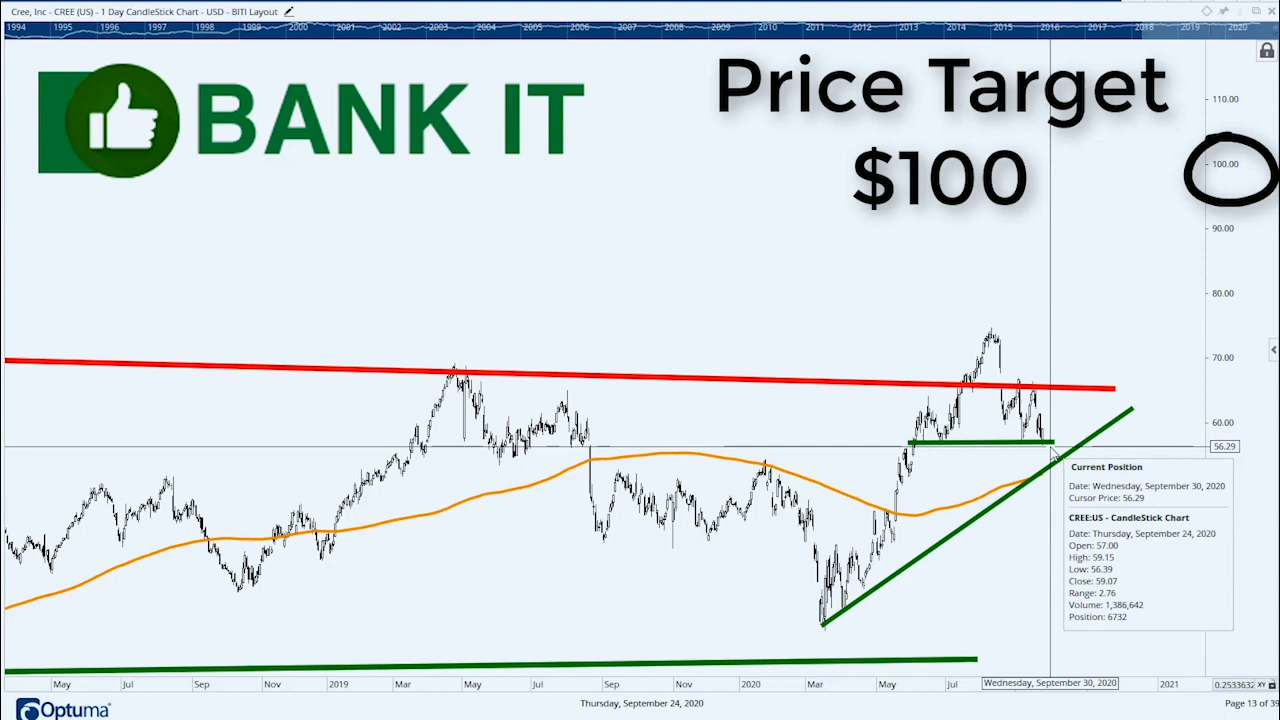 Cree, Inc - CREE (US) - 1 Day CandleStick Chart - USD - BITI Layout
1994 1995 1996 1997 1998 1999 2000 2001 2002 2003 2004 2005 2006 2007 2008 2009 2010 2011 2012 2013 2014 2015 2016 2017 2018 2019 2020
BANK IT
Price Target
$100
110.00
100.00
90.00
80.00
70.00
60.00
56.29
Current Position
Date: Wednesday, September 30, 2020
Cursor Price: 56.29
CREE:US - CandleStick Chart
Date: Thursday, September 24, 2020
Open: 57.00
High: 59.15
Low: 56.39
Close: 59.07
Range: 2.76
Volume: 1,386,642
Position: 6732
May Jul Sep Nov 2019 Mar May Jul Sep Nov 2020 Mar May Jul Wednesday, September 30, 2020 2021 0.2533632 XY
Optuma
Thursday, September 24, 2020
Page 13 of 39